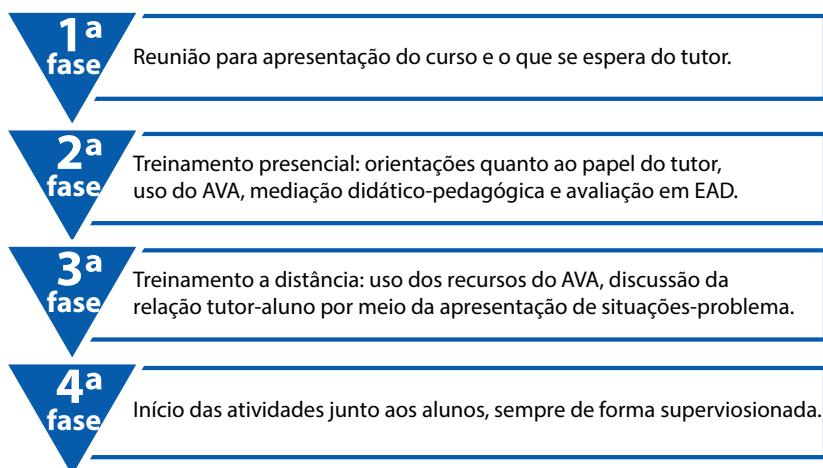 1ª
fase
Reunião para apresentação do curso e o que se espera do tutor.
2ª
fase
Treinamento presencial: orientações quanto ao papel do tutor,
uso do AVA, mediação didático-pedagógica e avaliação em EAD.
3ª
fase
Treinamento a distância: uso dos recursos do AVA, discussão da
relação tutor-aluno por meio da apresentação de situações-problema.
4ª
fase
Início das atividades junto aos alunos, sempre de forma superviosionada.